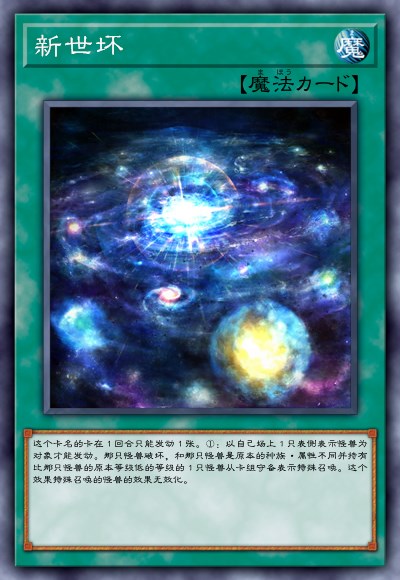 新世坏
魔
【魔法カード】
まほう
这个卡名的卡在1回合只能发动1张。①:以自己场上1只表侧表示怪兽为
对象才能发动。那只怪兽破坏,和那只怪兽是原本的种族·属性不同并持有
比那只怪兽的原本等级低的等级的1只怪兽从卡组守备表示特殊召唤。这个
效果特殊召唤的怪兽的效果无效化。